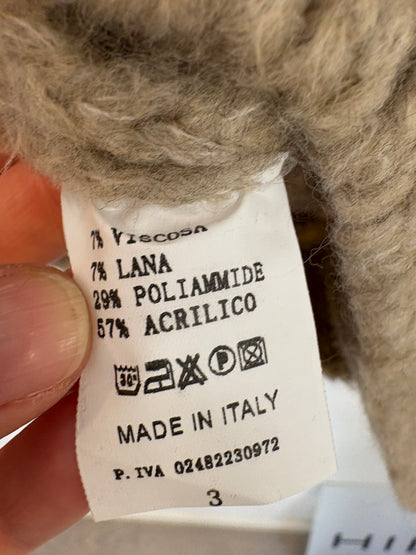 7% VISCOSA
7% LANA
29% POLIAMMIDE
57% ACRILICO
30°
P
MADE IN ITALY
P. IVA 02482230972
3